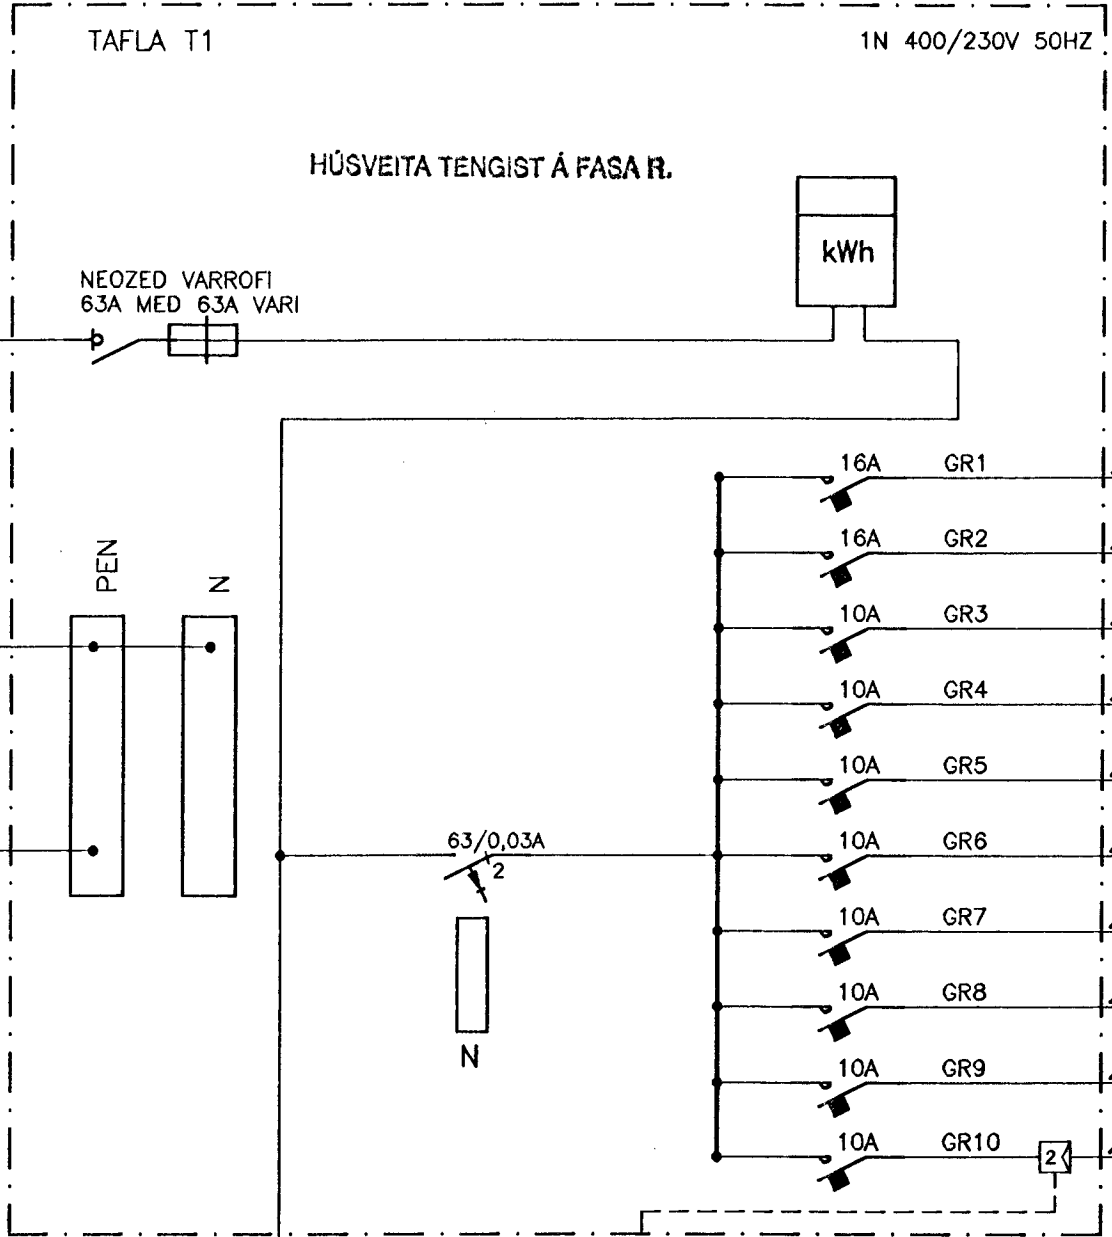 TAFLA T1
1N 400/230V 50HZ
HÚSVEITA TENGIST Á FASA R.
kWh
NEOZED VARROFI
63A MED 63A VARI
16A GR1
16A GR2
PEN
N
10A GR3
10A GR4
10A GR5
63/0,03A
2
10A GR6
10A GR7
10A GR8
N
10A GR9
10A GR10
2